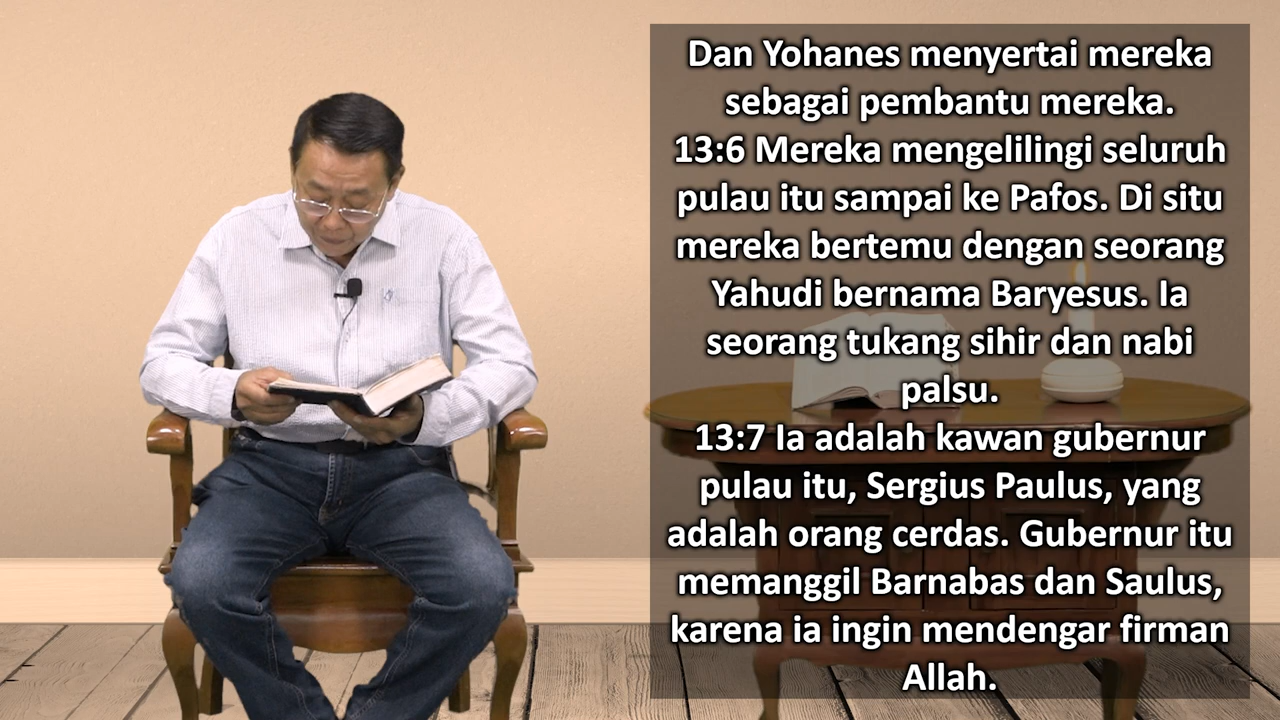 Dan Yohanes menyertai mereka
sebagai pembantu mereka.
13:6 Mereka mengelilingi seluruh
pulau itu sampai ke Pafos. Di situ
mereka bertemu dengan seorang
Yahudi bernama Baryesus. Ia
seorang tukang sihir dan nabi
palsu.
13:7 Ia adalah kawan gubernur
pulau itu, Sergius Paulus, yang
adalah orang cerdas. Gubernur itu
memanggil Barnabas dan Saulus,
karena ia ingin mendengar firman
Allah.